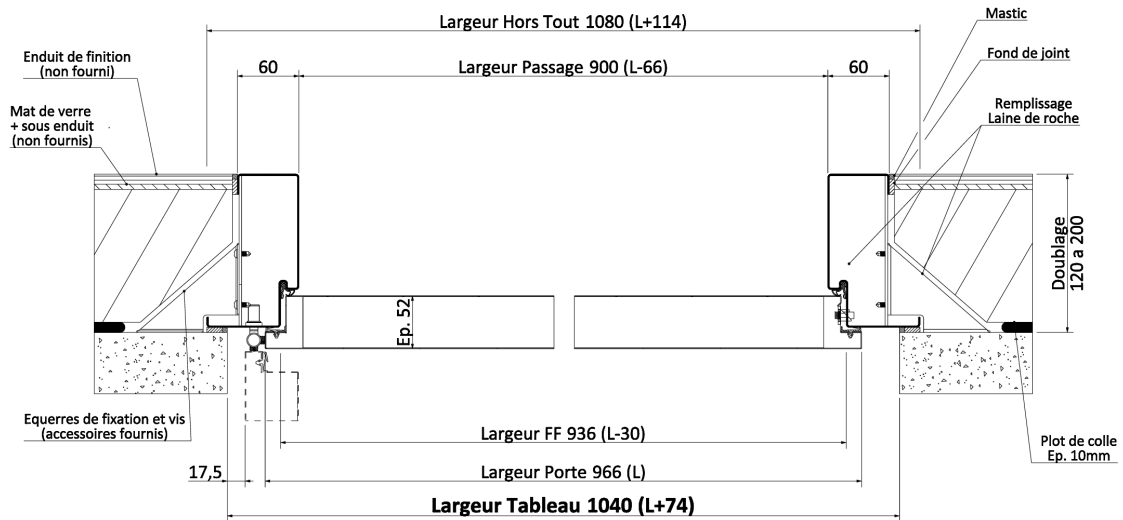 Largeur Hors Tout 1080 (L+114)
Mastic
Enduit de finition
(non fourni)
60
Largeur Passage 900 (L-66)
60
Fond de joint
Mat de verre
+ sous enduit
(non fournis)
Remplissage
Laine de roche
Doublage
120 a 200
Ep. 52
Equerres de fixation et vis
(accessoires fournis)
Largeur FF 936 (L-30)
Plot de colle
Ep. 10mm
17,5
Largeur Porte 966 (L)
Largeur Tableau 1040 (L+74)